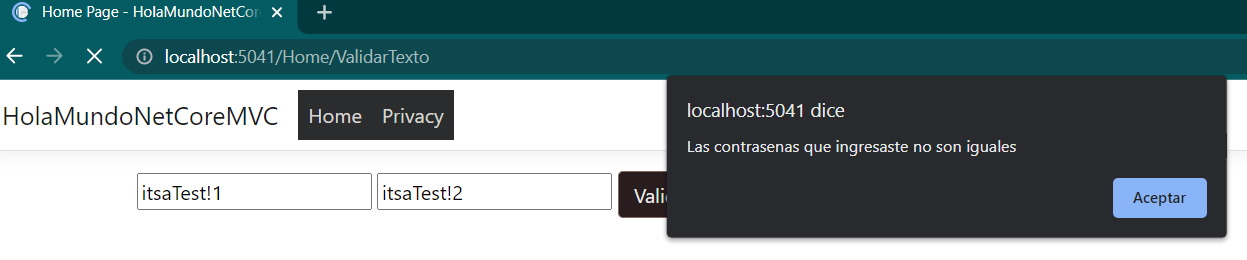 Home Page - HolaMundoNetCor
localhost:5041/Home/ValidarTexto
HolaMundoNetCoreMVC Home Privacy
localhost:5041 dice
Las contrasenas que ingresaste no son iguales
Aceptar
itsaTest!1 itsaTest!2 Valid